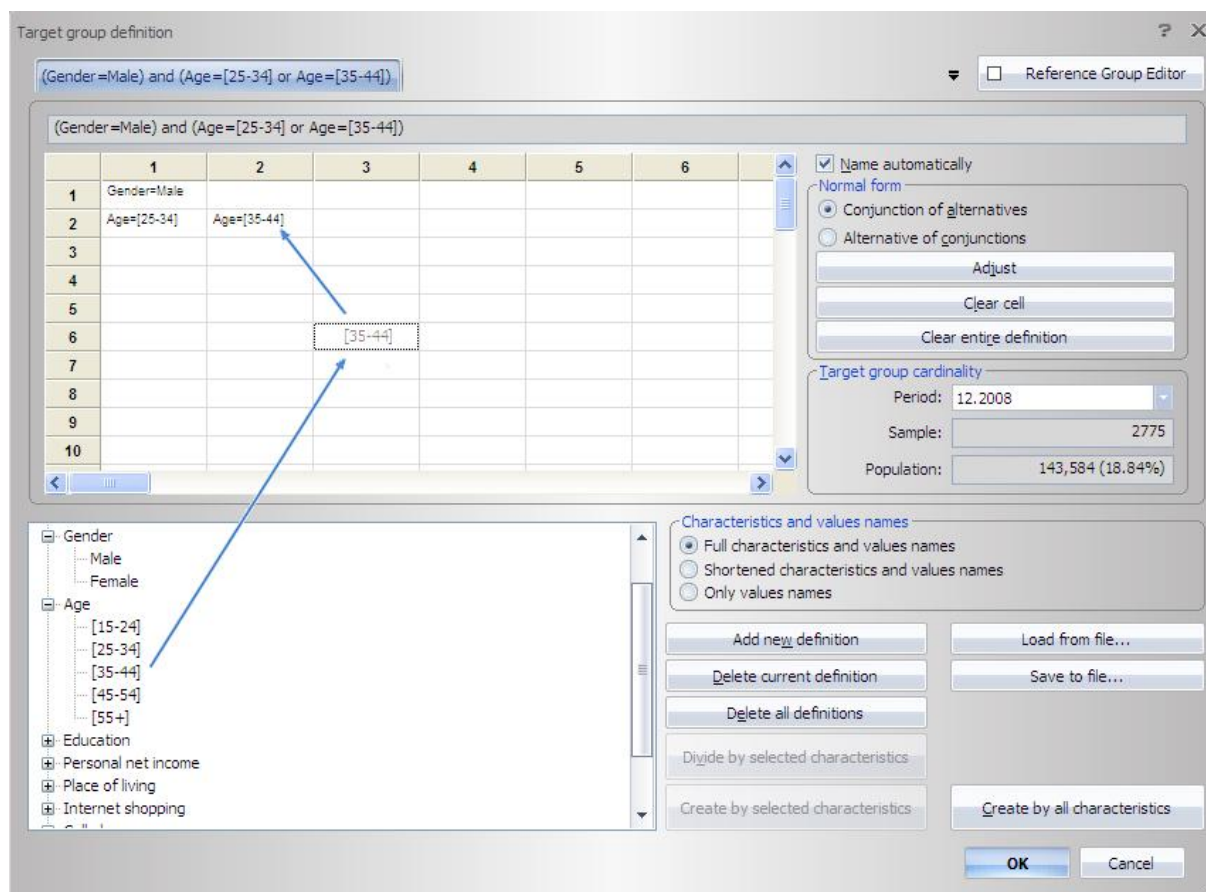 Target group definition
(Gender=Male) and (Age=[25-34] or Age=[35-44])
Reference Group Editor
(Gender=Male) and (Age=[25-34] or Age=[35-44])
1 2 3 4 5 6
1 Gender=Male
2 Age=[25-34] Age=[35-44]
3
4
5
6 [35-44]
7
8
9
10
Name automatically
Normal form
Conjunction of alternatives
Alternative of conjunctions
Adjust
Clear cell
Clear entire definition
Target group cardinality
Period: 12.2008
Sample: 2775
Population: 143,584 (18.84%)
Gender
Male
Female
Age
[15-24]
[25-34]
[35-44]
[45-54]
[55+]
Education
Personal net income
Place of living
Internet shopping
Characteristics and values names
Full characteristics and values names
Shortened characteristics and values names
Only values names
Add new definition
Load from file...
Delete current definition
Save to file...
Delete all definitions
Divide by selected characteristics
Create by selected characteristics
Create by all characteristics
OK
Cancel